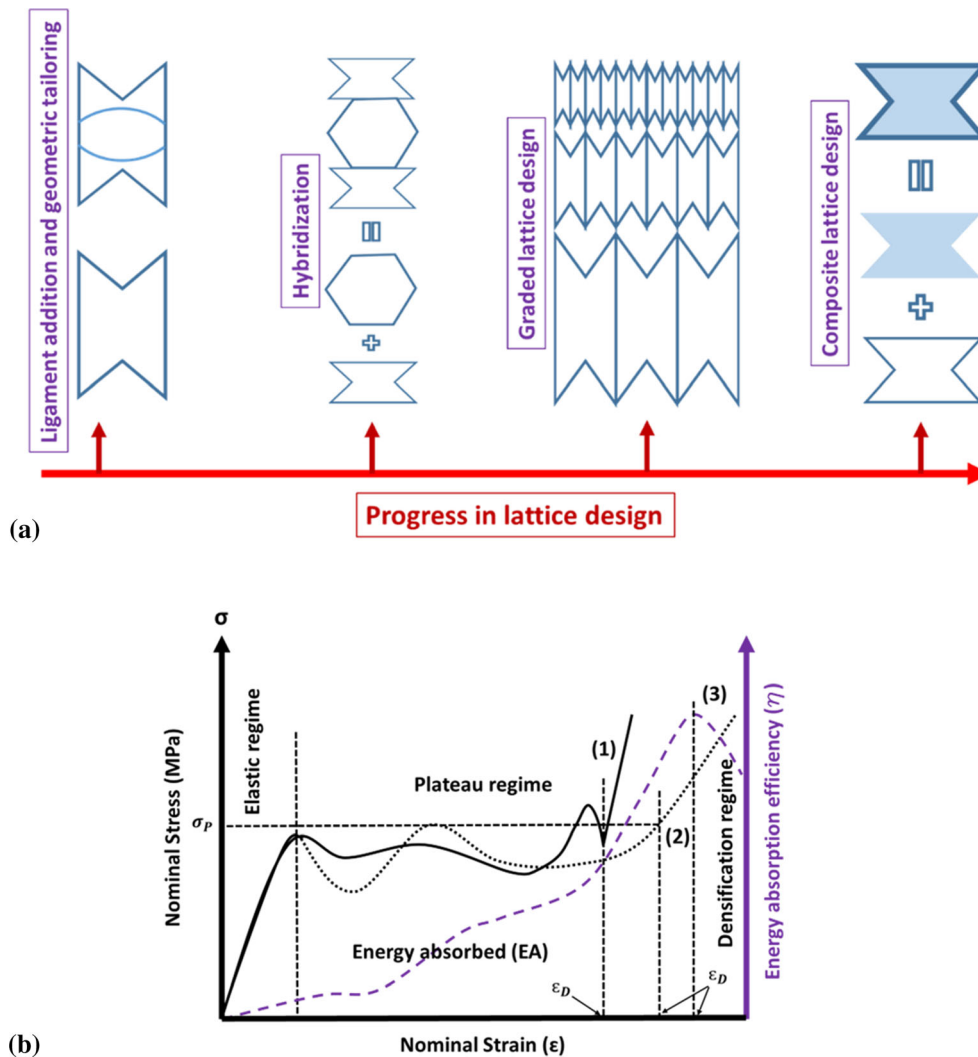 Ligament addition and geometric tailoring
Hybridization
Graded lattice design
Composite lattice design
Progress in lattice design
(a)
σ
Nominal Stress (MPa)
Elastic regime
Plateau regime
(1)
(2)
(3)
σP
Densification regime
Energy absorption efficiency (η)
Energy absorbed (EA)
εD
εD
Nominal Strain (ε)
(b)